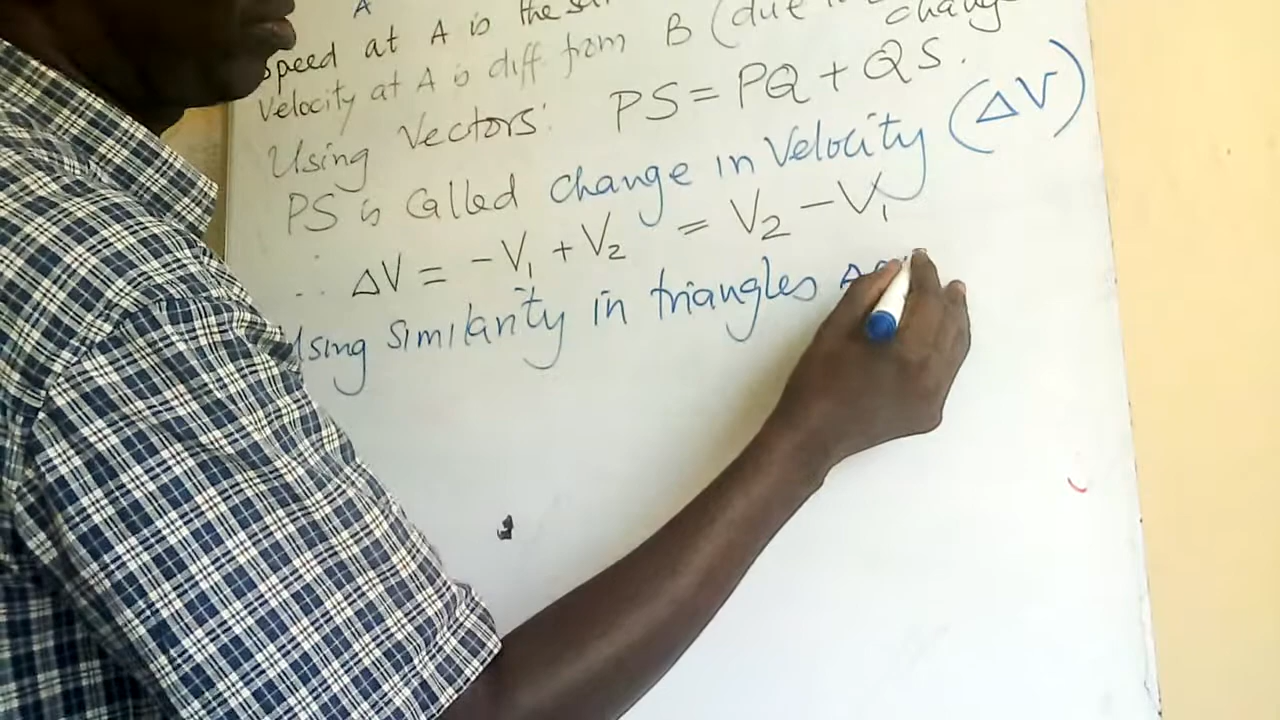 A
Speed at A is the
Velocity at A is diff from B (due
change
Using Vectors: PS = PQ + QS.
PS is Called Change in Velocity (ΔV)
∴ ΔV = -V₁ + V₂ = V₂ - V₁
Using Similarity in triangles